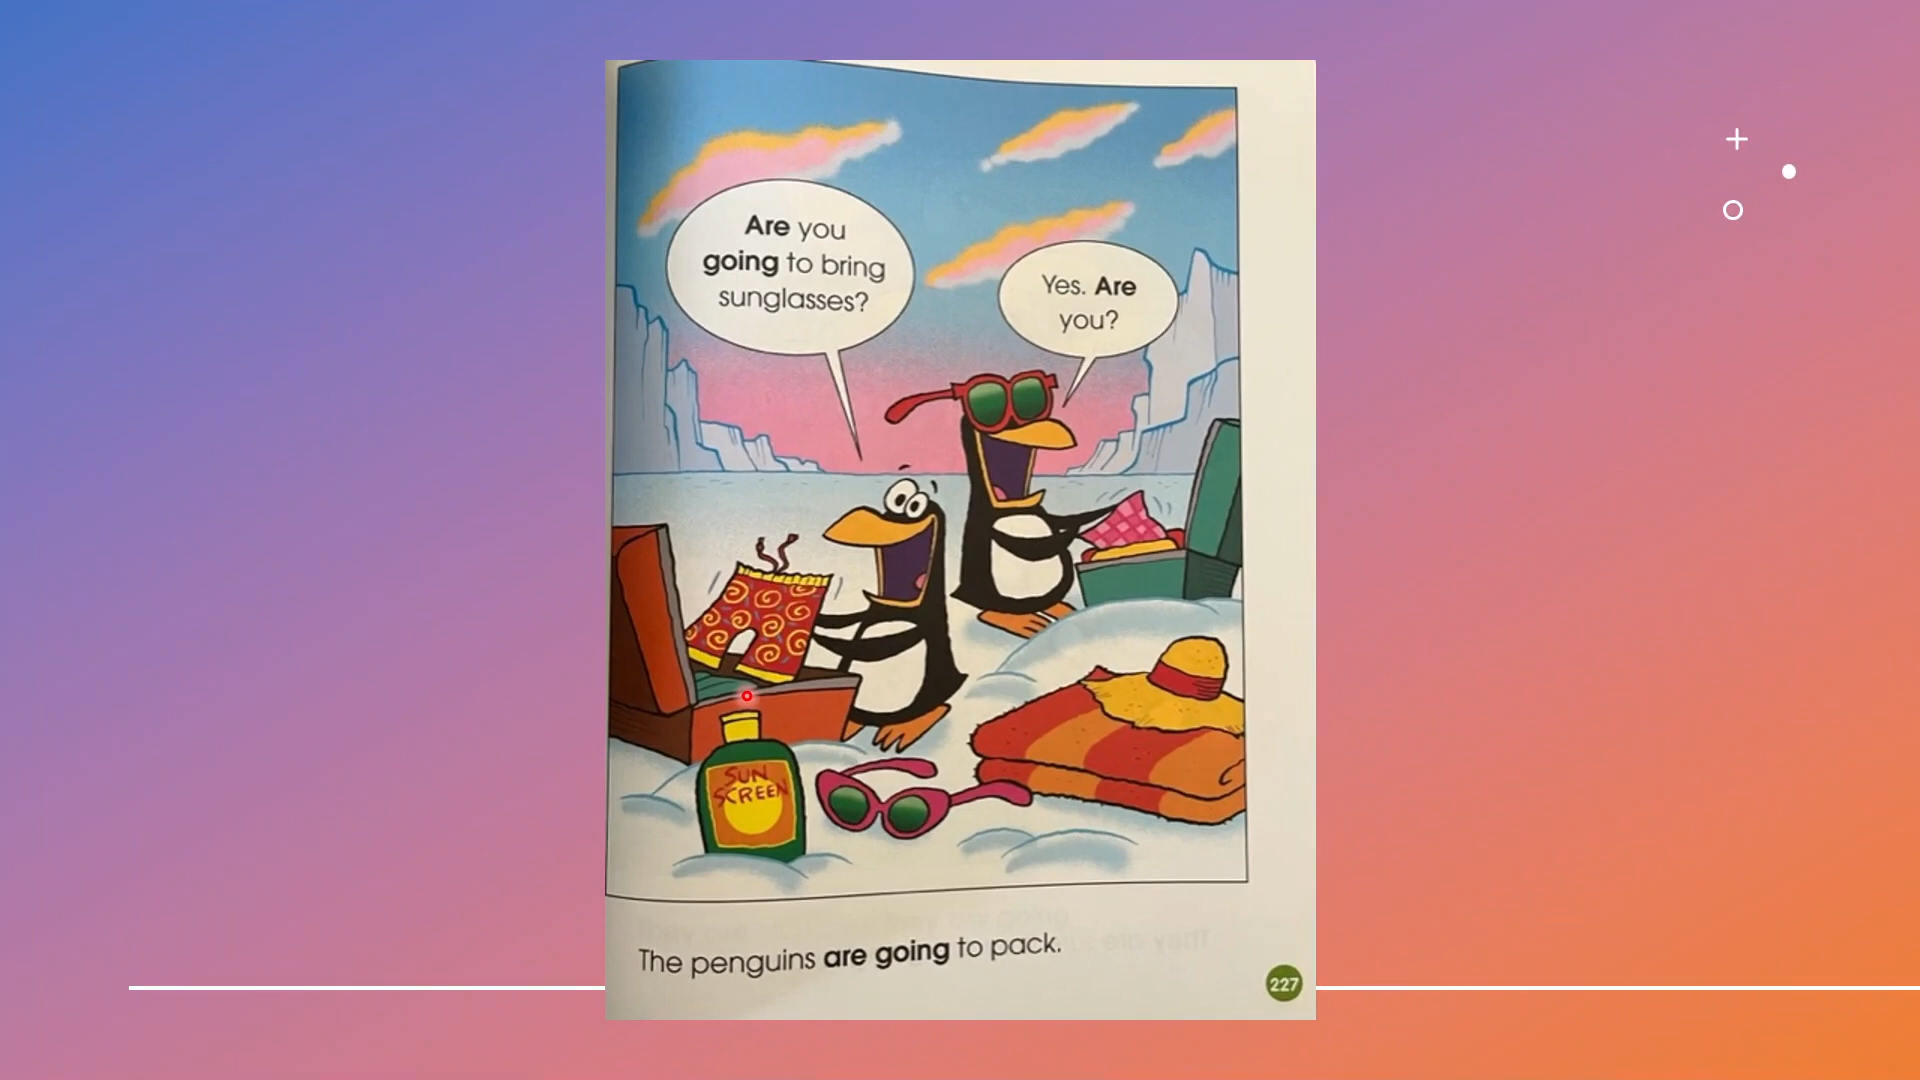 Are you
going to bring
sunglasses?
Yes. Are
you?
SUN
SCREEN
The penguins are going to pack.
227